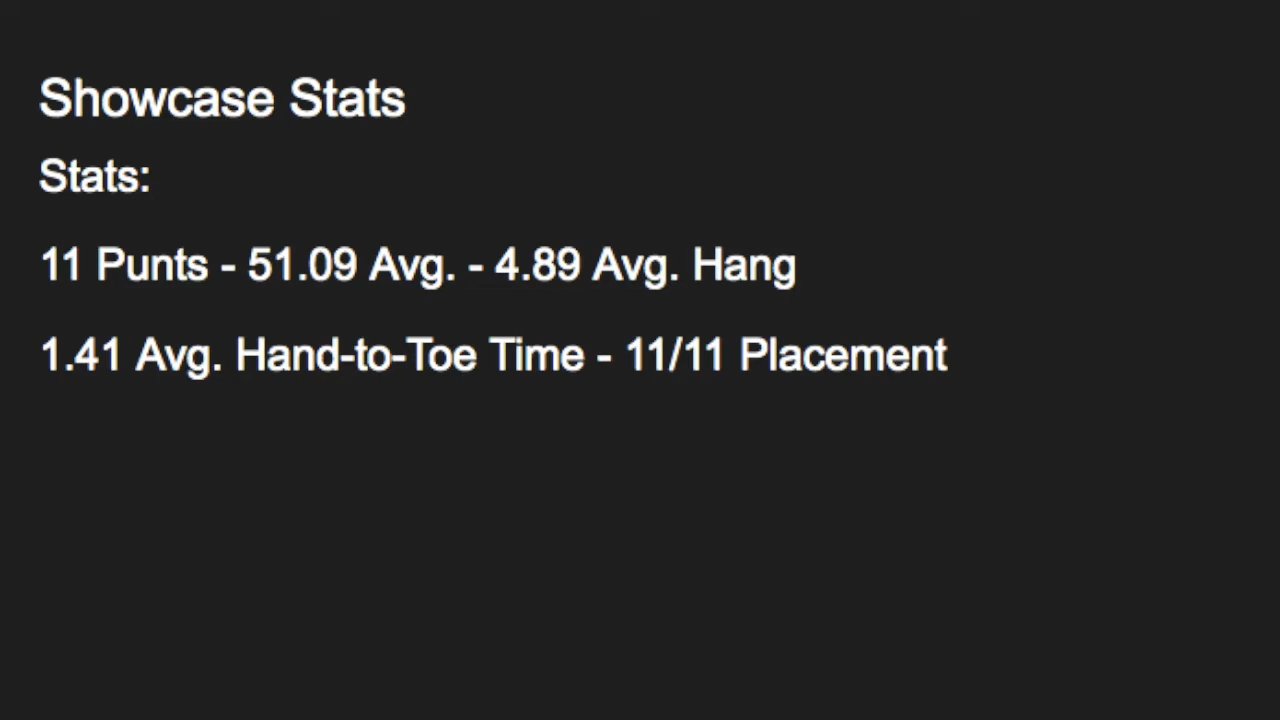 Showcase Stats
Stats:
11 Punts - 51.09 Avg. - 4.89 Avg. Hang
1.41 Avg. Hand-to-Toe Time - 11/11 Placement